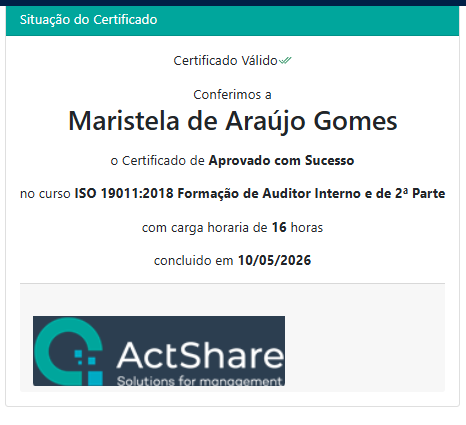 Situação do Certificado
Certificado Válido
Conferimos a
Maristela de Araújo Gomes
o Certificado de Aprovado com Sucesso
no curso ISO 19011:2018 Formação de Auditor Interno e de 2ª Parte
com carga horaria de 16 horas
concluido em 10/05/2026
ActShare
Solutions for management